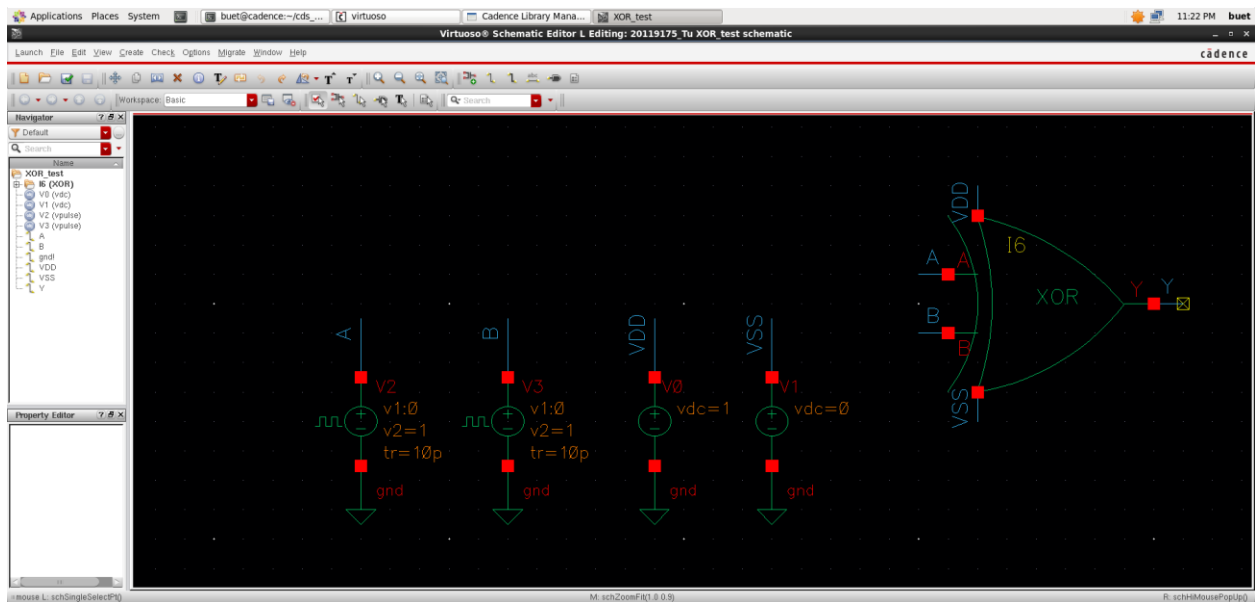 Applications Places System buet@cadence:~/cds_... virtuoso Cadence Library Mana... XOR_test 11:22 PM buet
Virtuoso® Schematic Editor L Editing: 20119175_Tu XOR_test schematic
Launch File Edit View Create Check Options Migrate Window Help cādence
Workspace: Basic Search
Navigator
Default
Search
Name
XOR_test
I6 (XOR)
V0 (vdc)
V1 (vdc)
V2 (vpulse)
V3 (vpulse)
A
B
gnd!
VDD
VSS
Y
Property Editor
VDD
I6
A A
XOR
Y Y
B
B
VSS
A B VDD VSS
V2 V3 V0 V1
v1:0 v1:0 vdc=1 vdc=0
v2=1 v2=1
tr=10p tr=10p
gnd gnd gnd gnd
mouse L: schSingleSelectPt() M: schZoomFit(1.0 0.9) R: schHiMousePopUp()